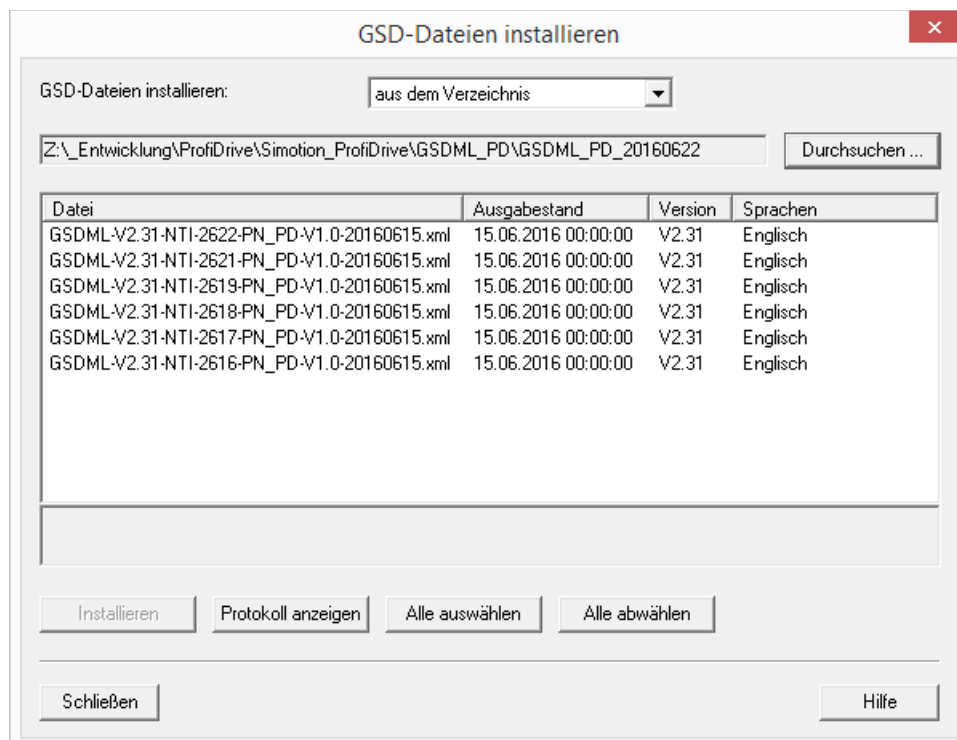 GSD-Dateien installieren
GSD-Dateien installieren: aus dem Verzeichnis
Z:\_Entwicklung\ProfiDrive\Simotion_ProfiDrive\GSDML_PD\GSDML_PD_20160622 Durchsuchen ...
Datei Ausgabestand Version Sprachen
GSDML-V2.31-NTI-2622-PN_PD-V1.0-20160615.xml 15.06.2016 00:00:00 V2.31 Englisch
GSDML-V2.31-NTI-2621-PN_PD-V1.0-20160615.xml 15.06.2016 00:00:00 V2.31 Englisch
GSDML-V2.31-NTI-2619-PN_PD-V1.0-20160615.xml 15.06.2016 00:00:00 V2.31 Englisch
GSDML-V2.31-NTI-2618-PN_PD-V1.0-20160615.xml 15.06.2016 00:00:00 V2.31 Englisch
GSDML-V2.31-NTI-2617-PN_PD-V1.0-20160615.xml 15.06.2016 00:00:00 V2.31 Englisch
GSDML-V2.31-NTI-2616-PN_PD-V1.0-20160615.xml 15.06.2016 00:00:00 V2.31 Englisch
Installieren Protokoll anzeigen Alle auswählen Alle abwählen
Schließen Hilfe